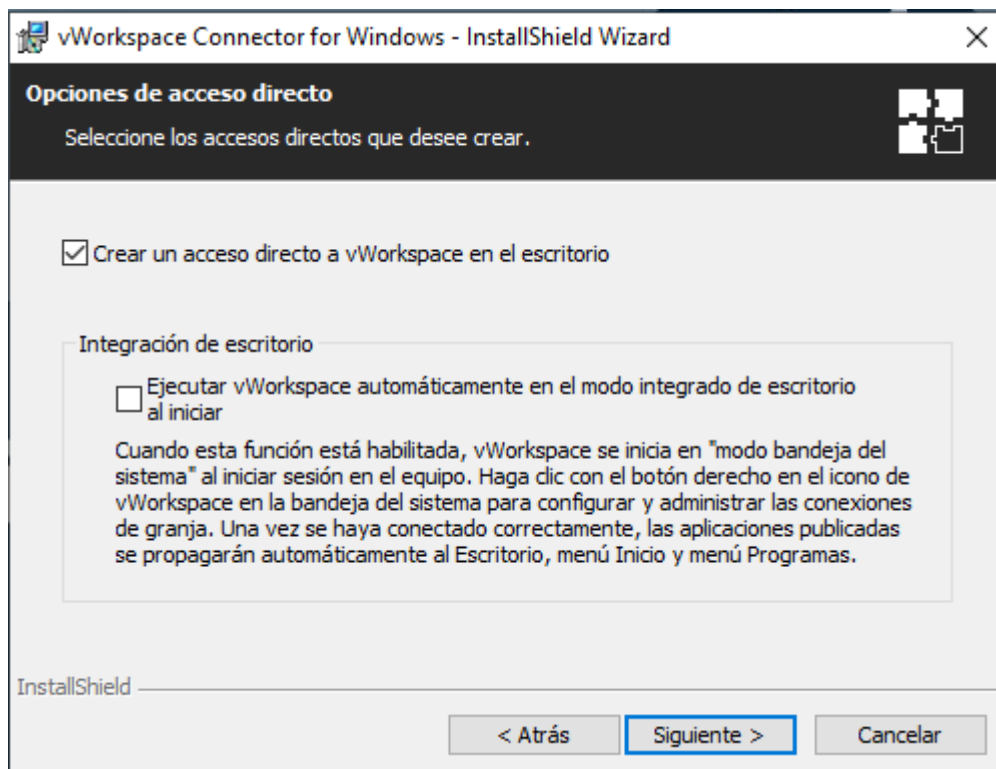 vWorkspace Connector for Windows - InstallShield Wizard
Opciones de acceso directo
Seleccione los accesos directos que desee crear.
Crear un acceso directo a vWorkspace en el escritorio
Integración de escritorio
Ejecutar vWorkspace automáticamente en el modo integrado de escritorio
al iniciar
Cuando esta función está habilitada, vWorkspace se inicia en "modo bandeja del
sistema" al iniciar sesión en el equipo. Haga clic con el botón derecho en el icono de
vWorkspace en la bandeja del sistema para configurar y administrar las conexiones
de granja. Una vez se haya conectado correctamente, las aplicaciones publicadas
se propagarán automáticamente al Escritorio, menú Inicio y menú Programas.
InstallShield
< Atrás
Siguiente >
Cancelar